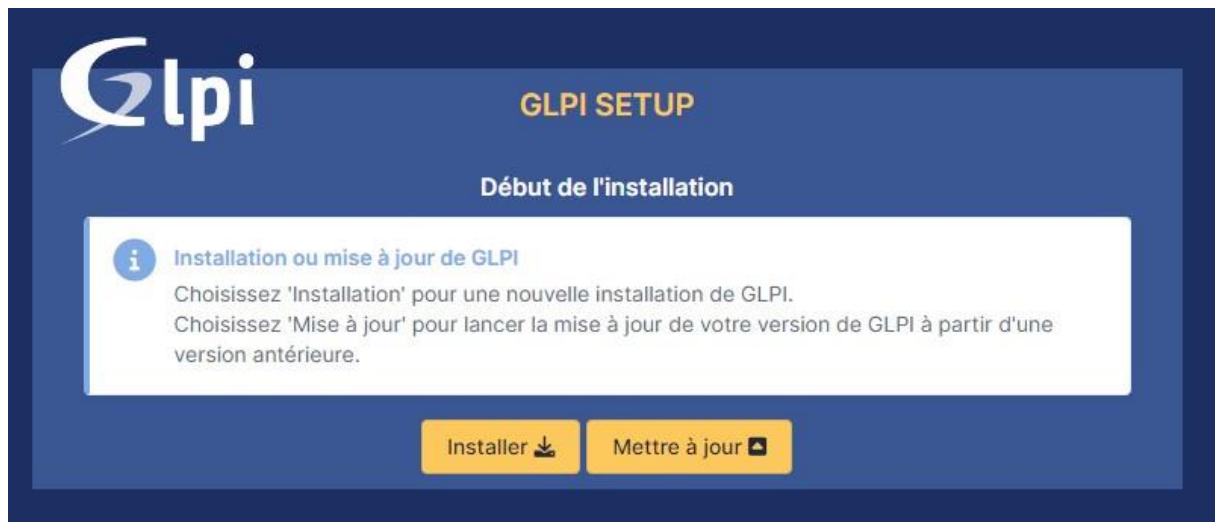 Glpi
GLPI SETUP
Début de l'installation
Installation ou mise à jour de GLPI
Choisissez 'Installation' pour une nouvelle installation de GLPI.
Choisissez 'Mise à jour' pour lancer la mise à jour de votre version de GLPI à partir d'une
version antérieure.
Installer
Mettre à jour